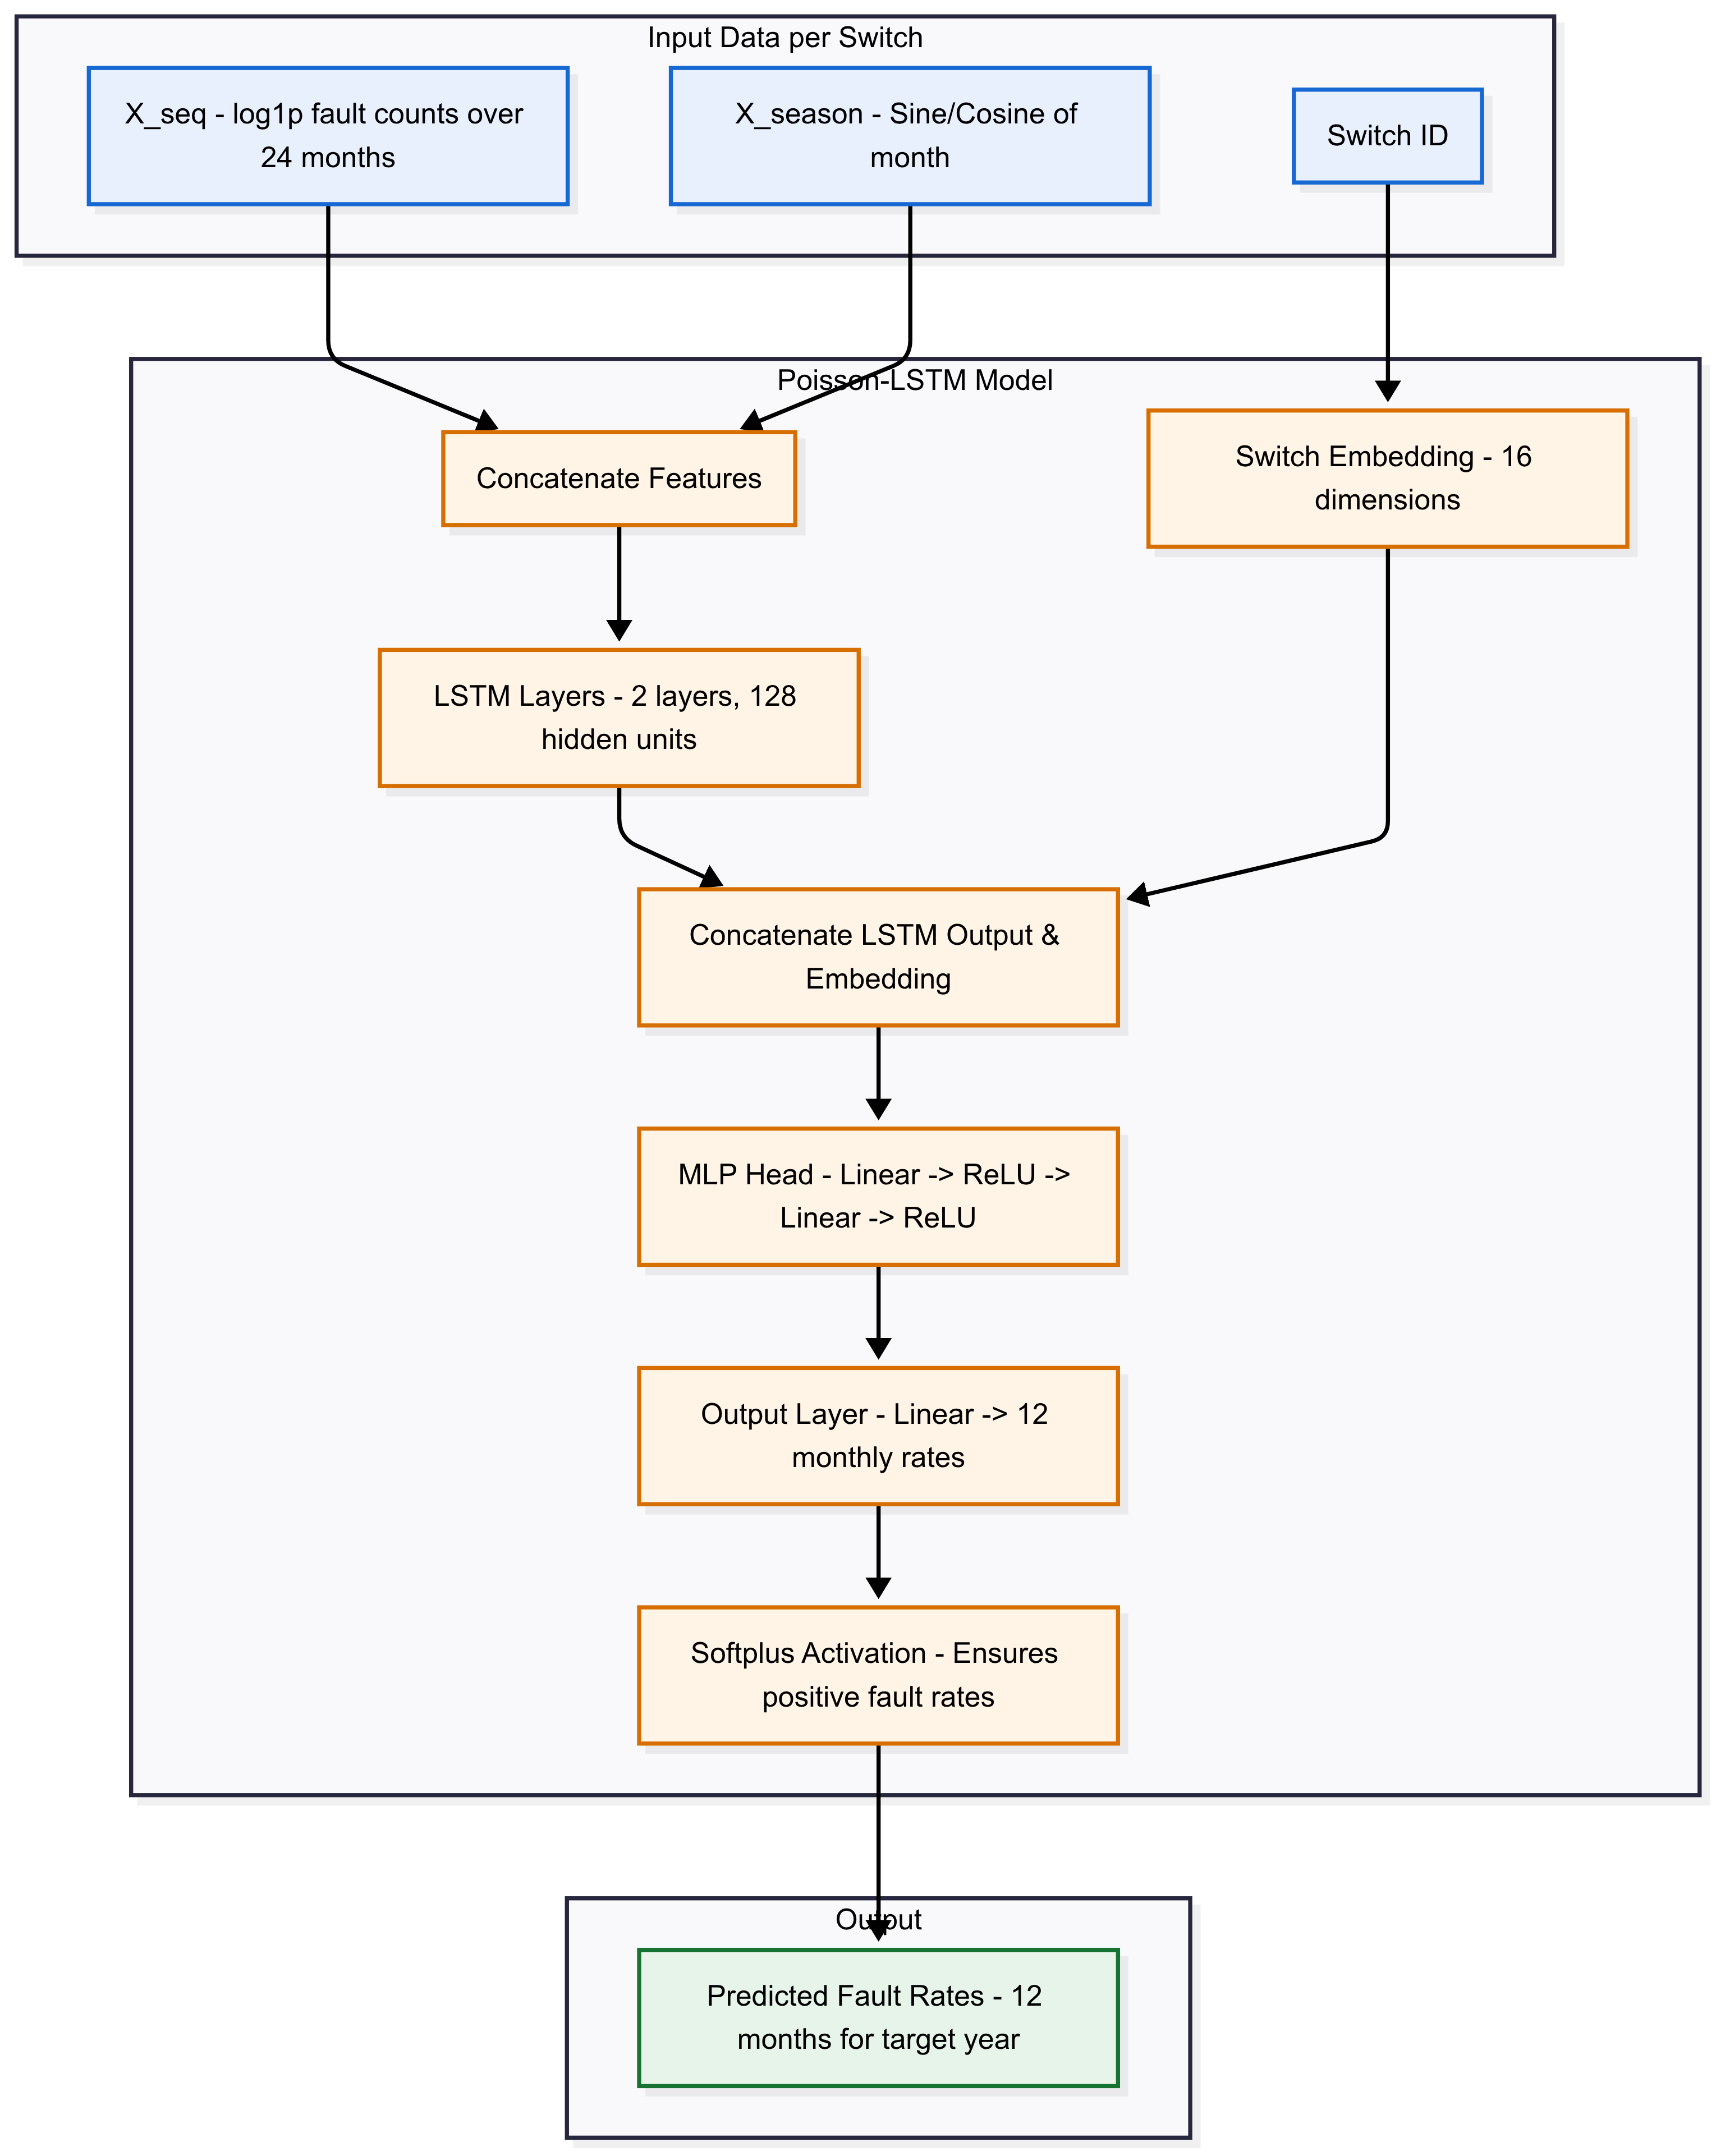 Input Data per Switch
X_seq - log1p fault counts over
24 months
X_season - Sine/Cosine of
month
Switch ID
Poisson-LSTM Model
Concatenate Features
Switch Embedding - 16
dimensions
LSTM Layers - 2 layers, 128
hidden units
Concatenate LSTM Output &
Embedding
MLP Head - Linear -> ReLU ->
Linear -> ReLU
Output Layer - Linear -> 12
monthly rates
Softplus Activation - Ensures
positive fault rates
Output
Predicted Fault Rates - 12
months for target year